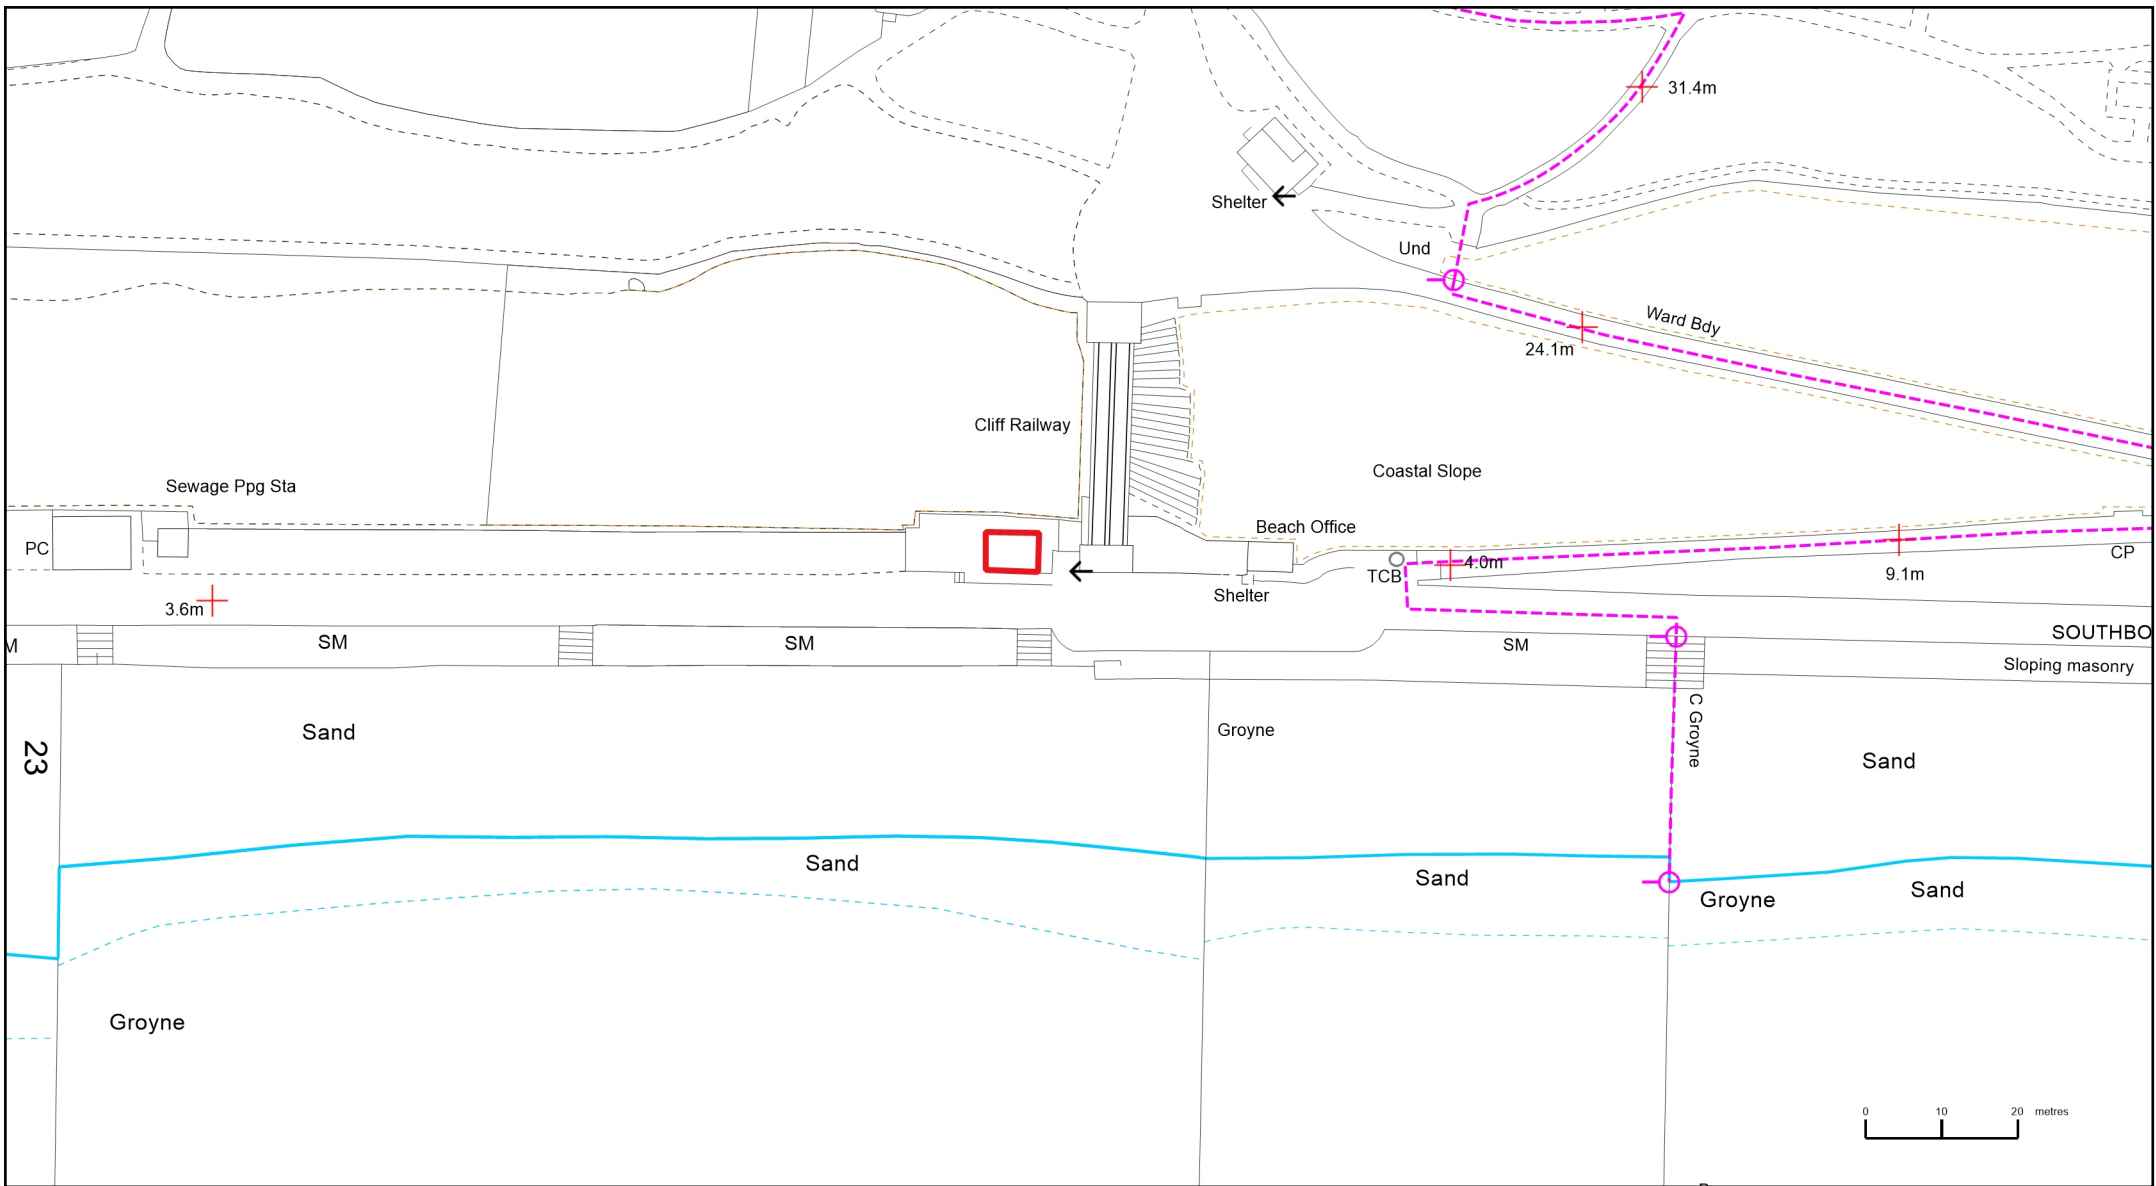 31.4m
Shelter
Und
Ward Bdy
24.1m
Cliff Railway
Coastal Slope
Sewage Ppg Sta
Beach Office
PC
CP
4.0m
TCB
9.1m
Shelter
3.6m
M
SM
SM
SM
SOUTHBO
Sloping masonry
Sand
Groyne
C Groyne
23
Sand
Sand
Sand
Groyne
Sand
Groyne
0 10 20 metres